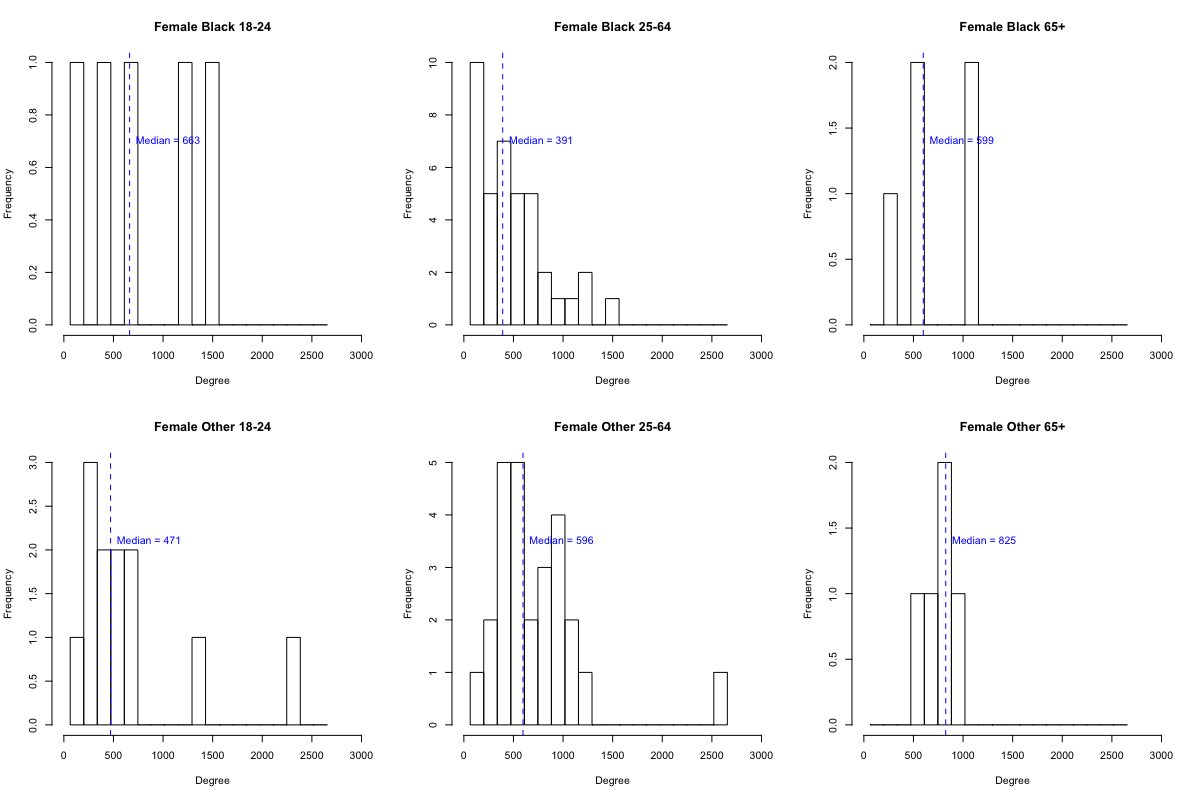 Female Black 18-24
Frequency
0.0 0.2 0.4 0.6 0.8 1.0
Median = 663
0 500 1000 1500 2000 2500 3000
Degree
Female Black 25-64
Frequency
0 2 4 6 8 10
Median = 391
0 500 1000 1500 2000 2500 3000
Degree
Female Black 65+
Frequency
0.0 0.5 1.0 1.5 2.0
Median = 599
0 500 1000 1500 2000 2500 3000
Degree
Female Other 18-24
Frequency
0.0 0.5 1.0 1.5 2.0 2.5 3.0
Median = 471
0 500 1000 1500 2000 2500 3000
Degree
Female Other 25-64
Frequency
0 1 2 3 4 5
Median = 596
0 500 1000 1500 2000 2500 3000
Degree
Female Other 65+
Frequency
0.0 0.5 1.0 1.5 2.0
Median = 825
0 500 1000 1500 2000 2500 3000
Degree